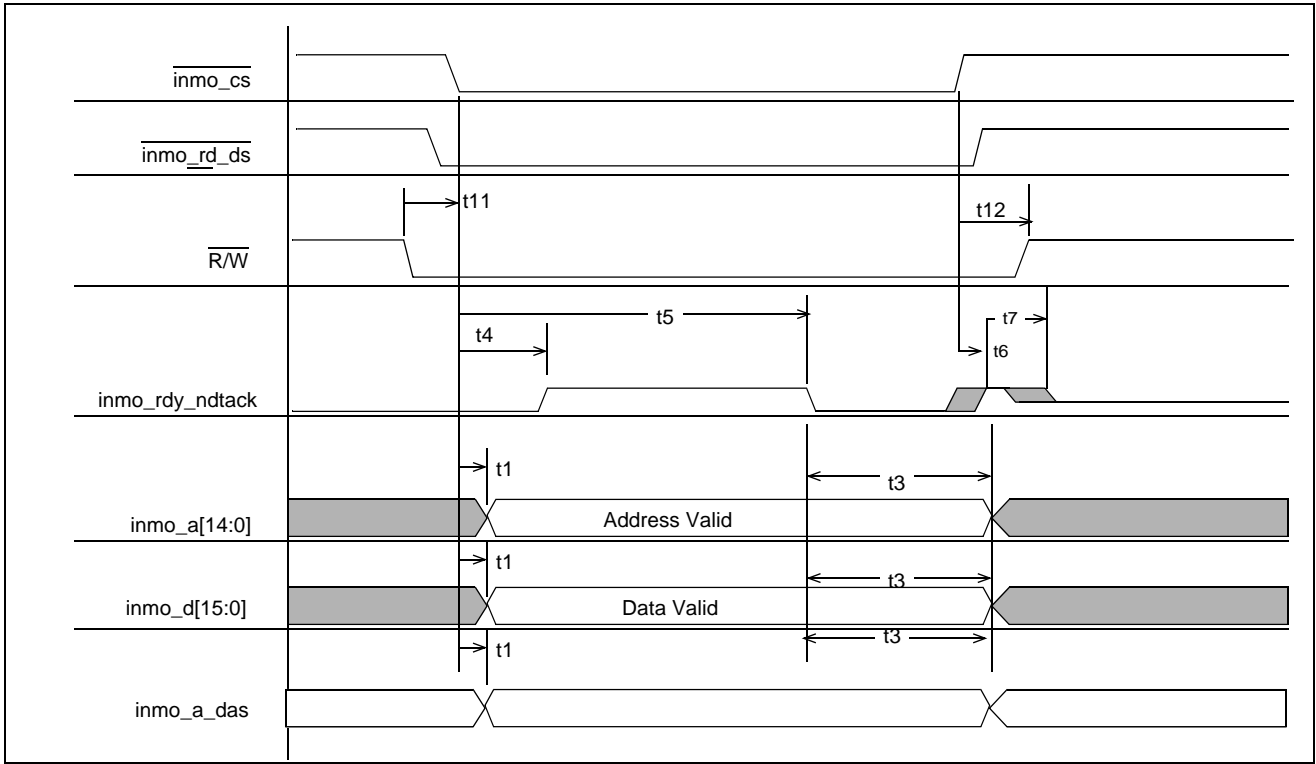 inmo_cs
inmo_rd_ds
t11
t12
R/W
t5
t7
t4
t6
inmo_rdy_ndtack
t1
t3
inmo_a[14:0]
Address Valid
t1
t3
inmo_d[15:0]
Data Valid
t1
t3
inmo_a_das